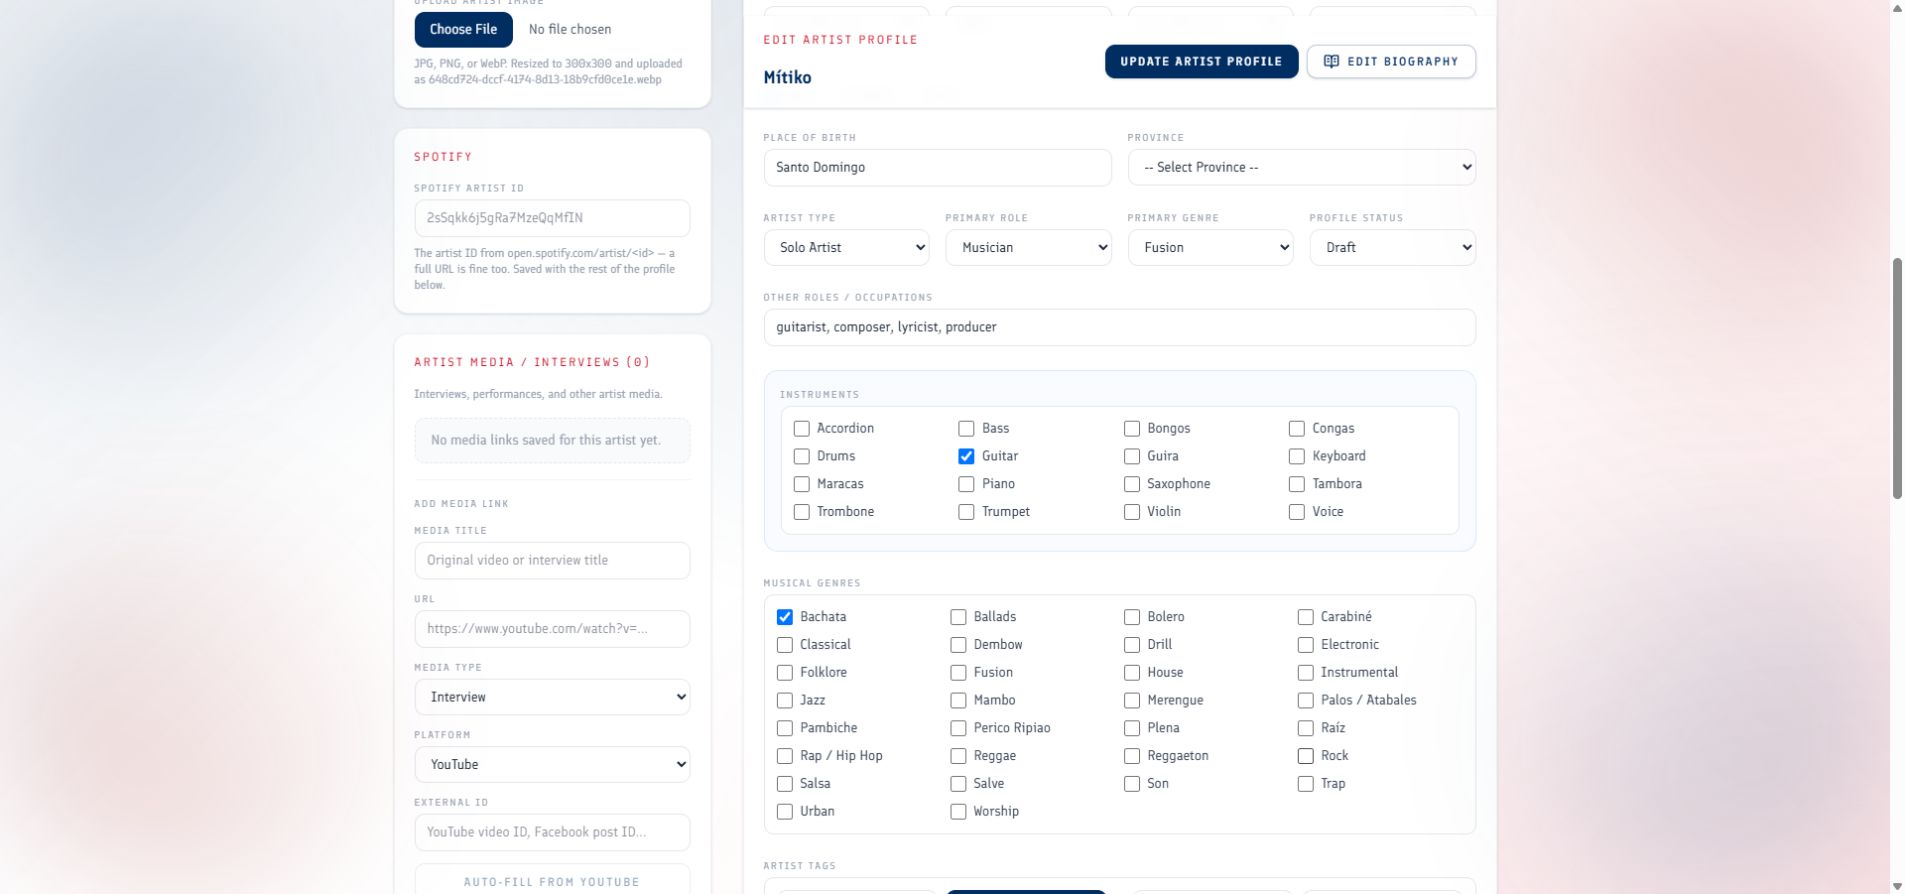 UPLOAD ARTIST IMAGE
Choose File No file chosen
JPG, PNG, or WebP. Resized to 300x300 and uploaded
as 648cd724-dccf-4174-8d13-18b9cfd0ce1e.webp
SPOTIFY
SPOTIFY ARTIST ID
2sSqkk6j5gRa7MzeQqMfIN
The artist ID from open.spotify.com/artist/<id> — a
full URL is fine too. Saved with the rest of the profile
below.
ARTIST MEDIA / INTERVIEWS (0)
Interviews, performances, and other artist media.
No media links saved for this artist yet.
ADD MEDIA LINK
MEDIA TITLE
Original video or interview title
URL
https://www.youtube.com/watch?v=...
MEDIA TYPE
Interview
PLATFORM
YouTube
EXTERNAL ID
YouTube video ID, Facebook post ID...
AUTO-FILL FROM YOUTUBE
EDIT ARTIST PROFILE
Mítiko
UPDATE ARTIST PROFILE
EDIT BIOGRAPHY
PLACE OF BIRTH PROVINCE
Santo Domingo -- Select Province --
ARTIST TYPE PRIMARY ROLE PRIMARY GENRE PROFILE STATUS
Solo Artist Musician Fusion Draft
OTHER ROLES / OCCUPATIONS
guitarist, composer, lyricist, producer
INSTRUMENTS
Accordion Bass Bongos Congas
Drums Guitar Guira Keyboard
Maracas Piano Saxophone Tambora
Trombone Trumpet Violin Voice
MUSICAL GENRES
Bachata Ballads Bolero Carabiné
Classical Dembow Drill Electronic
Folklore Fusion House Instrumental
Jazz Mambo Merengue Palos / Atabales
Pambiche Perico Ripiao Plena Raíz
Rap / Hip Hop Reggae Reggaeton Rock
Salsa Salve Son Trap
Urban Worship
ARTIST TAGS